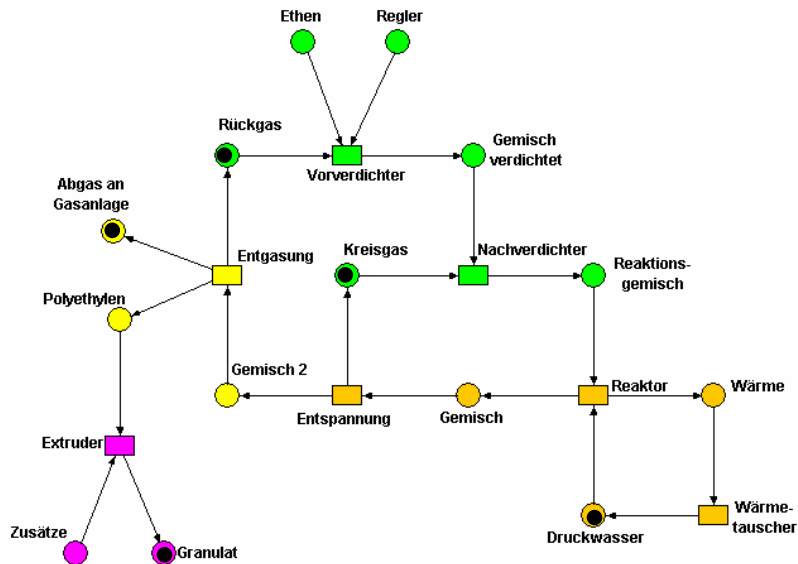 Ethen
Regler
Rückgas
Gemisch
verdichtet
Vorverdichter
Abgas an
Gasanlage
Entgasung
Kreisgas
Nachverdichter
Reaktions-
gemisch
Polyethylen
Gemisch 2
Reaktor
Wärme
Entspannung
Gemisch
Extruder
Wärme-
tauscher
Zusätze
Druckwasser
Granulat